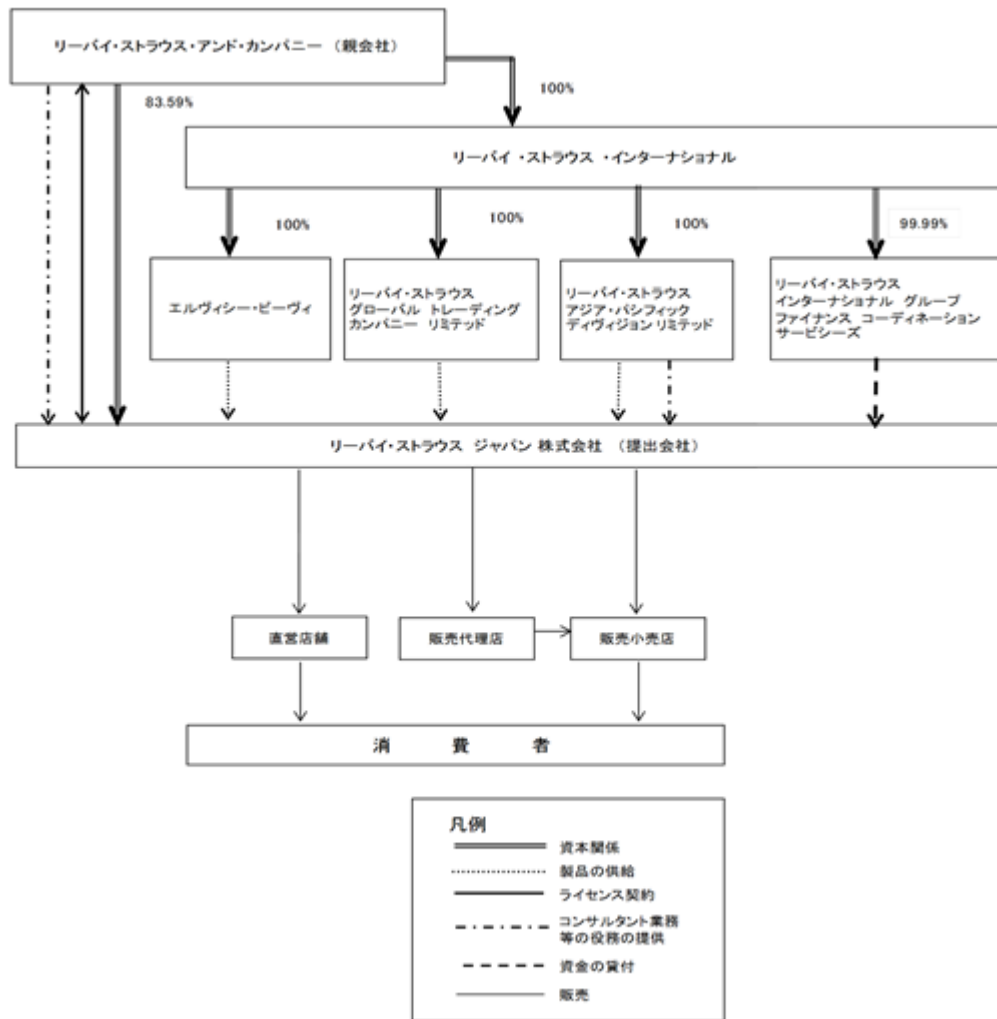 リーバイ・ストラウス・アンド・カンパニー （親会社）
83.59%
100%
リーバイ ・ストラウス ・インターナショナル
100%
100%
100%
99.99%
エルヴィシー・ビーヴィ
リーバイ・ストラウス
グローバル トレーディング
カンパニー リミテッド
リーバイ・ストラウス
アジア・パシフィック
ディヴィジョン リミテッド
リーバイ・ストラウス
インターナショナル グループ
ファイナンス コーディネーション
サービシーズ
リーバイ・ストラウス ジャパン 株式会社 （提出会社）
直営店舗
販売代理店
販売小売店
消 費 者
凡例
資本関係
製品の供給
ライセンス契約
コンサルタント業務
等の役務の提供
資金の貸付
販売